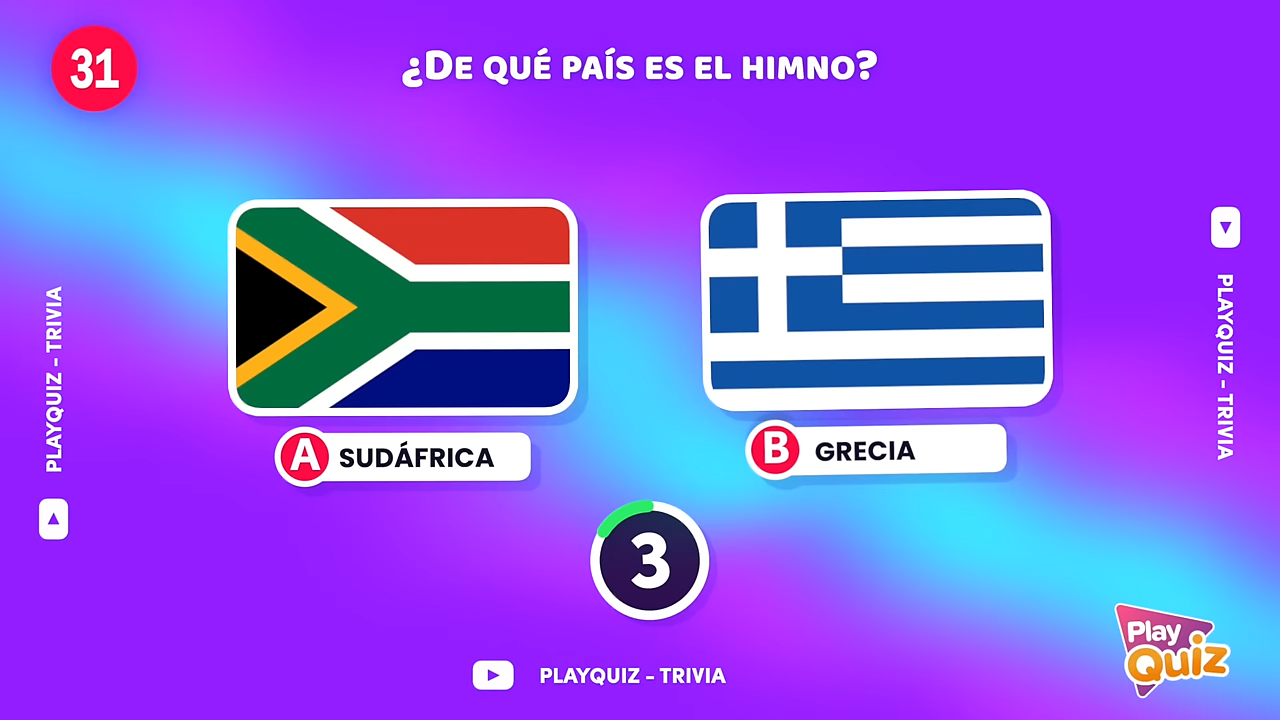 31
¿DE QUÉ PAÍS ES EL HIMNO?
PLAYQUIZ - TRIVIA
PLAYQUIZ - TRIVIA
A SUDÁFRICA
B GRECIA
3
PLAYQUIZ - TRIVIA
Play
Quiz